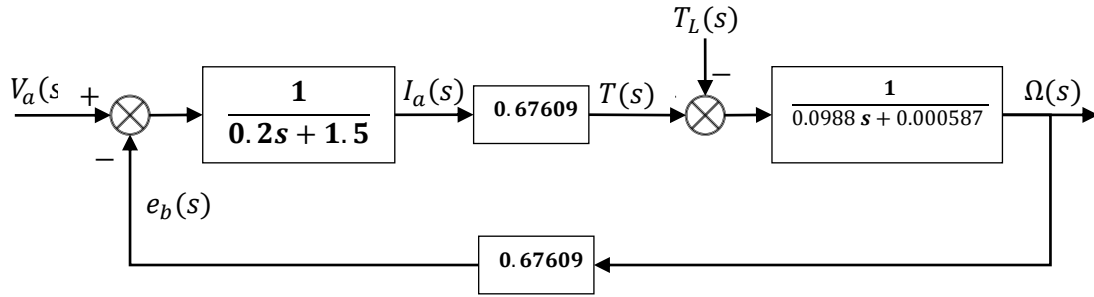 T_L(s)
−
V_a(s
+
1
0.2s + 1.5
I_a(s)
0.67609
T(s)
1
0.0988 s + 0.000587
Ω(s)
−
e_b(s)
0.67609